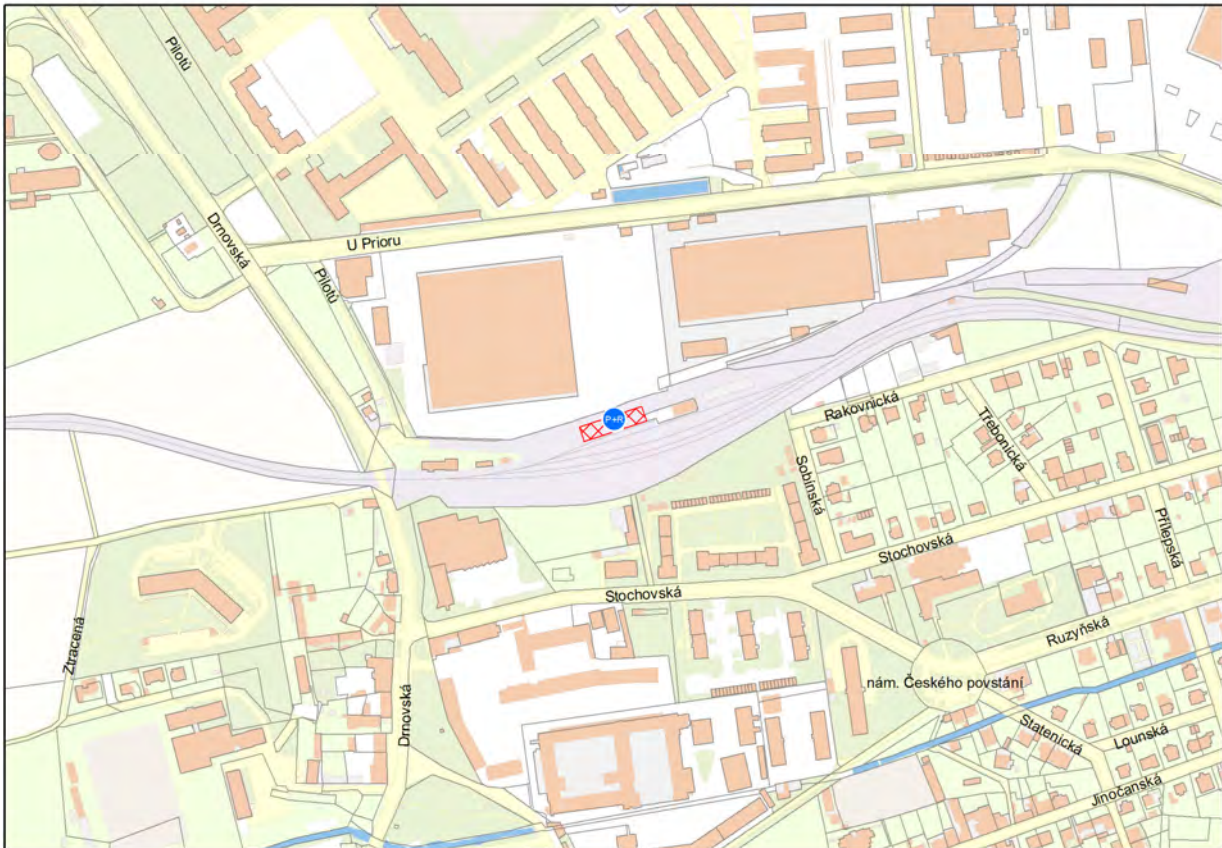 Pilotů
Drnovská
U Prioru
Pilotů
P+R
Rakovnická
Třebonická
Sobínská
Stochovská
Přílepská
Stochovská
Ruzyňská
Ztracená
nám. Českého povstání
Drnovská
Statenická
Lounská
Jinočanská